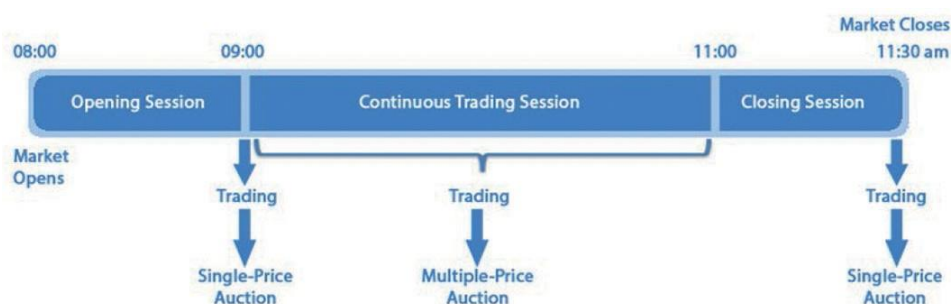 Market Closes
08:00 09:00 11:00 11:30 am
Opening Session Continuous Trading Session Closing Session
Market
Opens
Trading Trading Trading
Single-Price Multiple-Price Single-Price
Auction Auction Auction